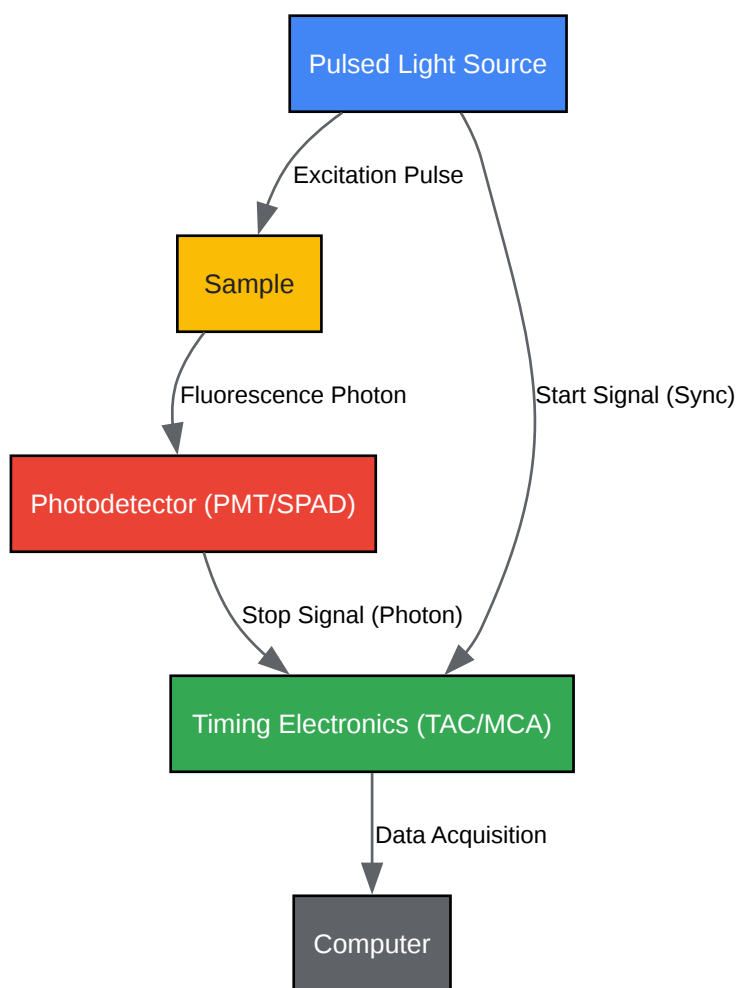 Pulsed Light Source
Excitation Pulse
Sample
Fluorescence Photon
Start Signal (Sync)
Photodetector (PMT/SPAD)
Stop Signal (Photon)
Timing Electronics (TAC/MCA)
Data Acquisition
Computer